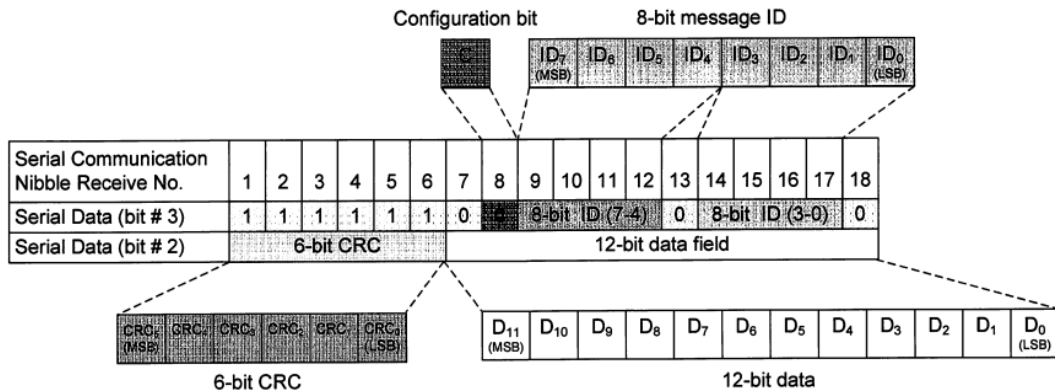 Configuration bit 8-bit message ID
C ID7 ID6 ID5 ID4 ID3 ID2 ID1 ID0
(MSB) (LSB)
Serial Communication
Nibble Receive No. 1 2 3 4 5 6 7 8 9 10 11 12 13 14 15 16 17 18
Serial Data (bit # 3) 1 1 1 1 1 1 0 0 8-bit ID (7-4) 0 8-bit ID (3-0) 0
Serial Data (bit # 2) 6-bit CRC 12-bit data field
CRC5 CRC4 CRC3 CRC2 CRC1 CRC0 D11 D10 D9 D8 D7 D6 D5 D4 D3 D2 D1 D0
(MSB) (LSB) (MSB) (LSB)
6-bit CRC 12-bit data